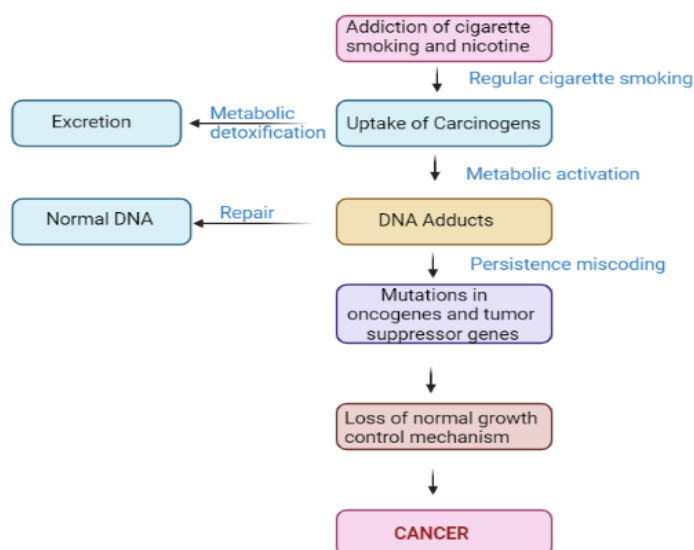 Addiction of cigarette
smoking and nicotine
Regular cigarette smoking
Excretion
Metabolic
detoxification
Uptake of Carcinogens
Metabolic activation
Normal DNA
Repair
DNA Adducts
Persistence miscoding
Mutations in
oncogenes and tumor
suppressor genes
Loss of normal growth
control mechanism
CANCER